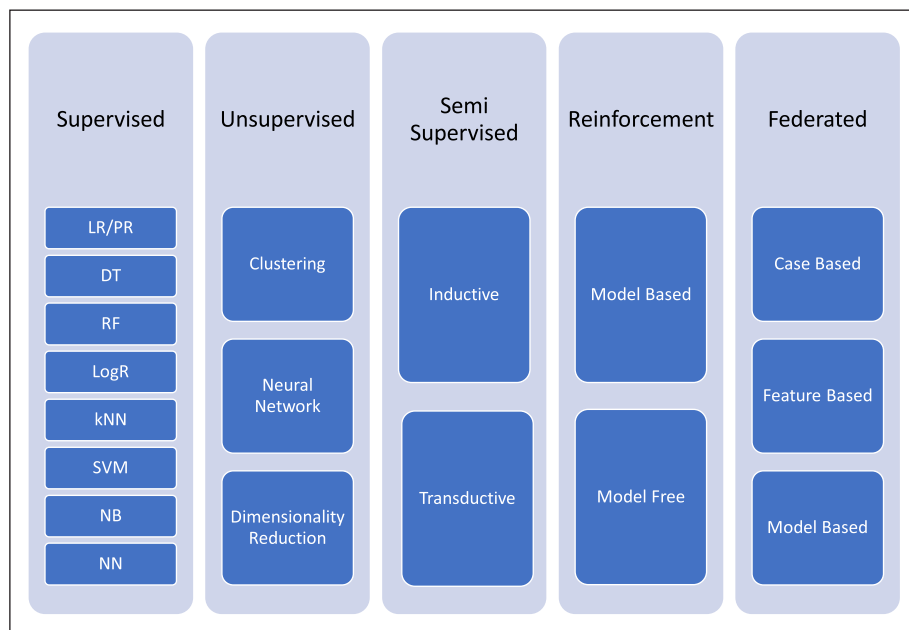 Supervised
LR/PR
DT
RF
LogR
kNN
SVM
NB
NN
Unsupervised
Clustering
Neural
Network
Dimensionality
Reduction
Semi
Supervised
Inductive
Transductive
Reinforcement
Model Based
Model Free
Federated
Case Based
Feature Based
Model Based